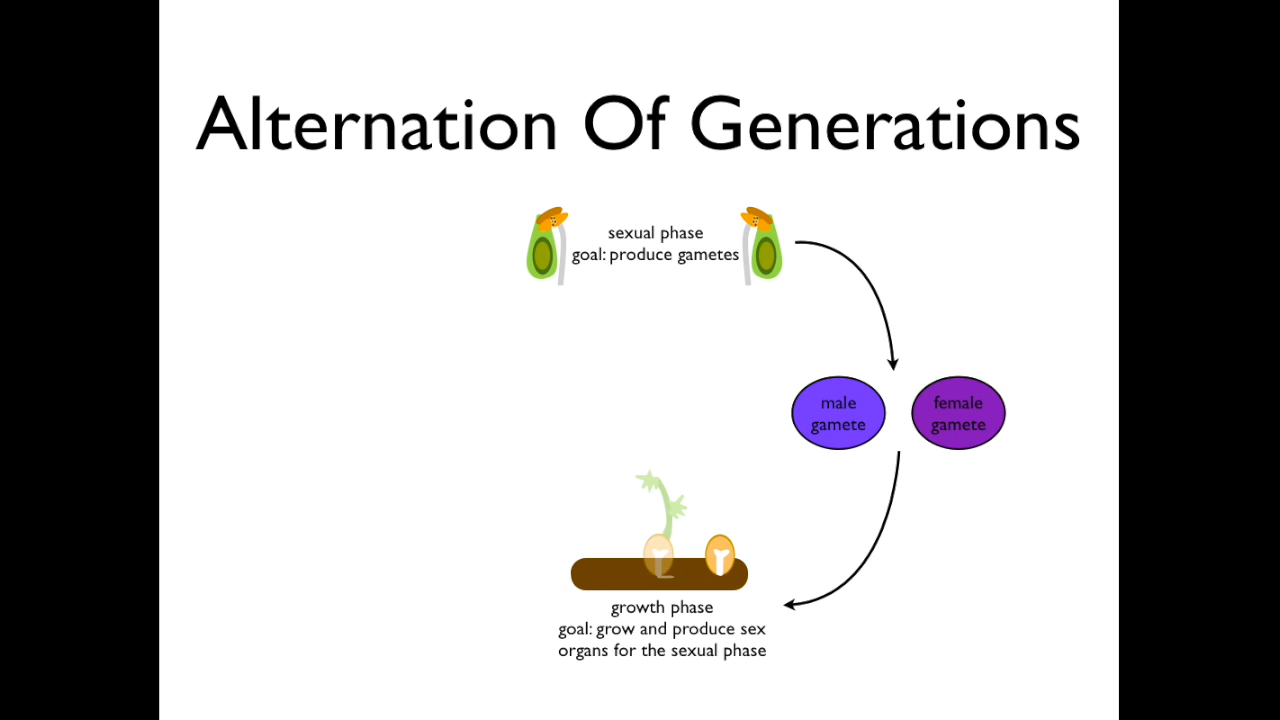 Alternation Of Generations
sexual phase
goal: produce gametes
male
gamete
female
gamete
growth phase
goal: grow and produce sex
organs for the sexual phase